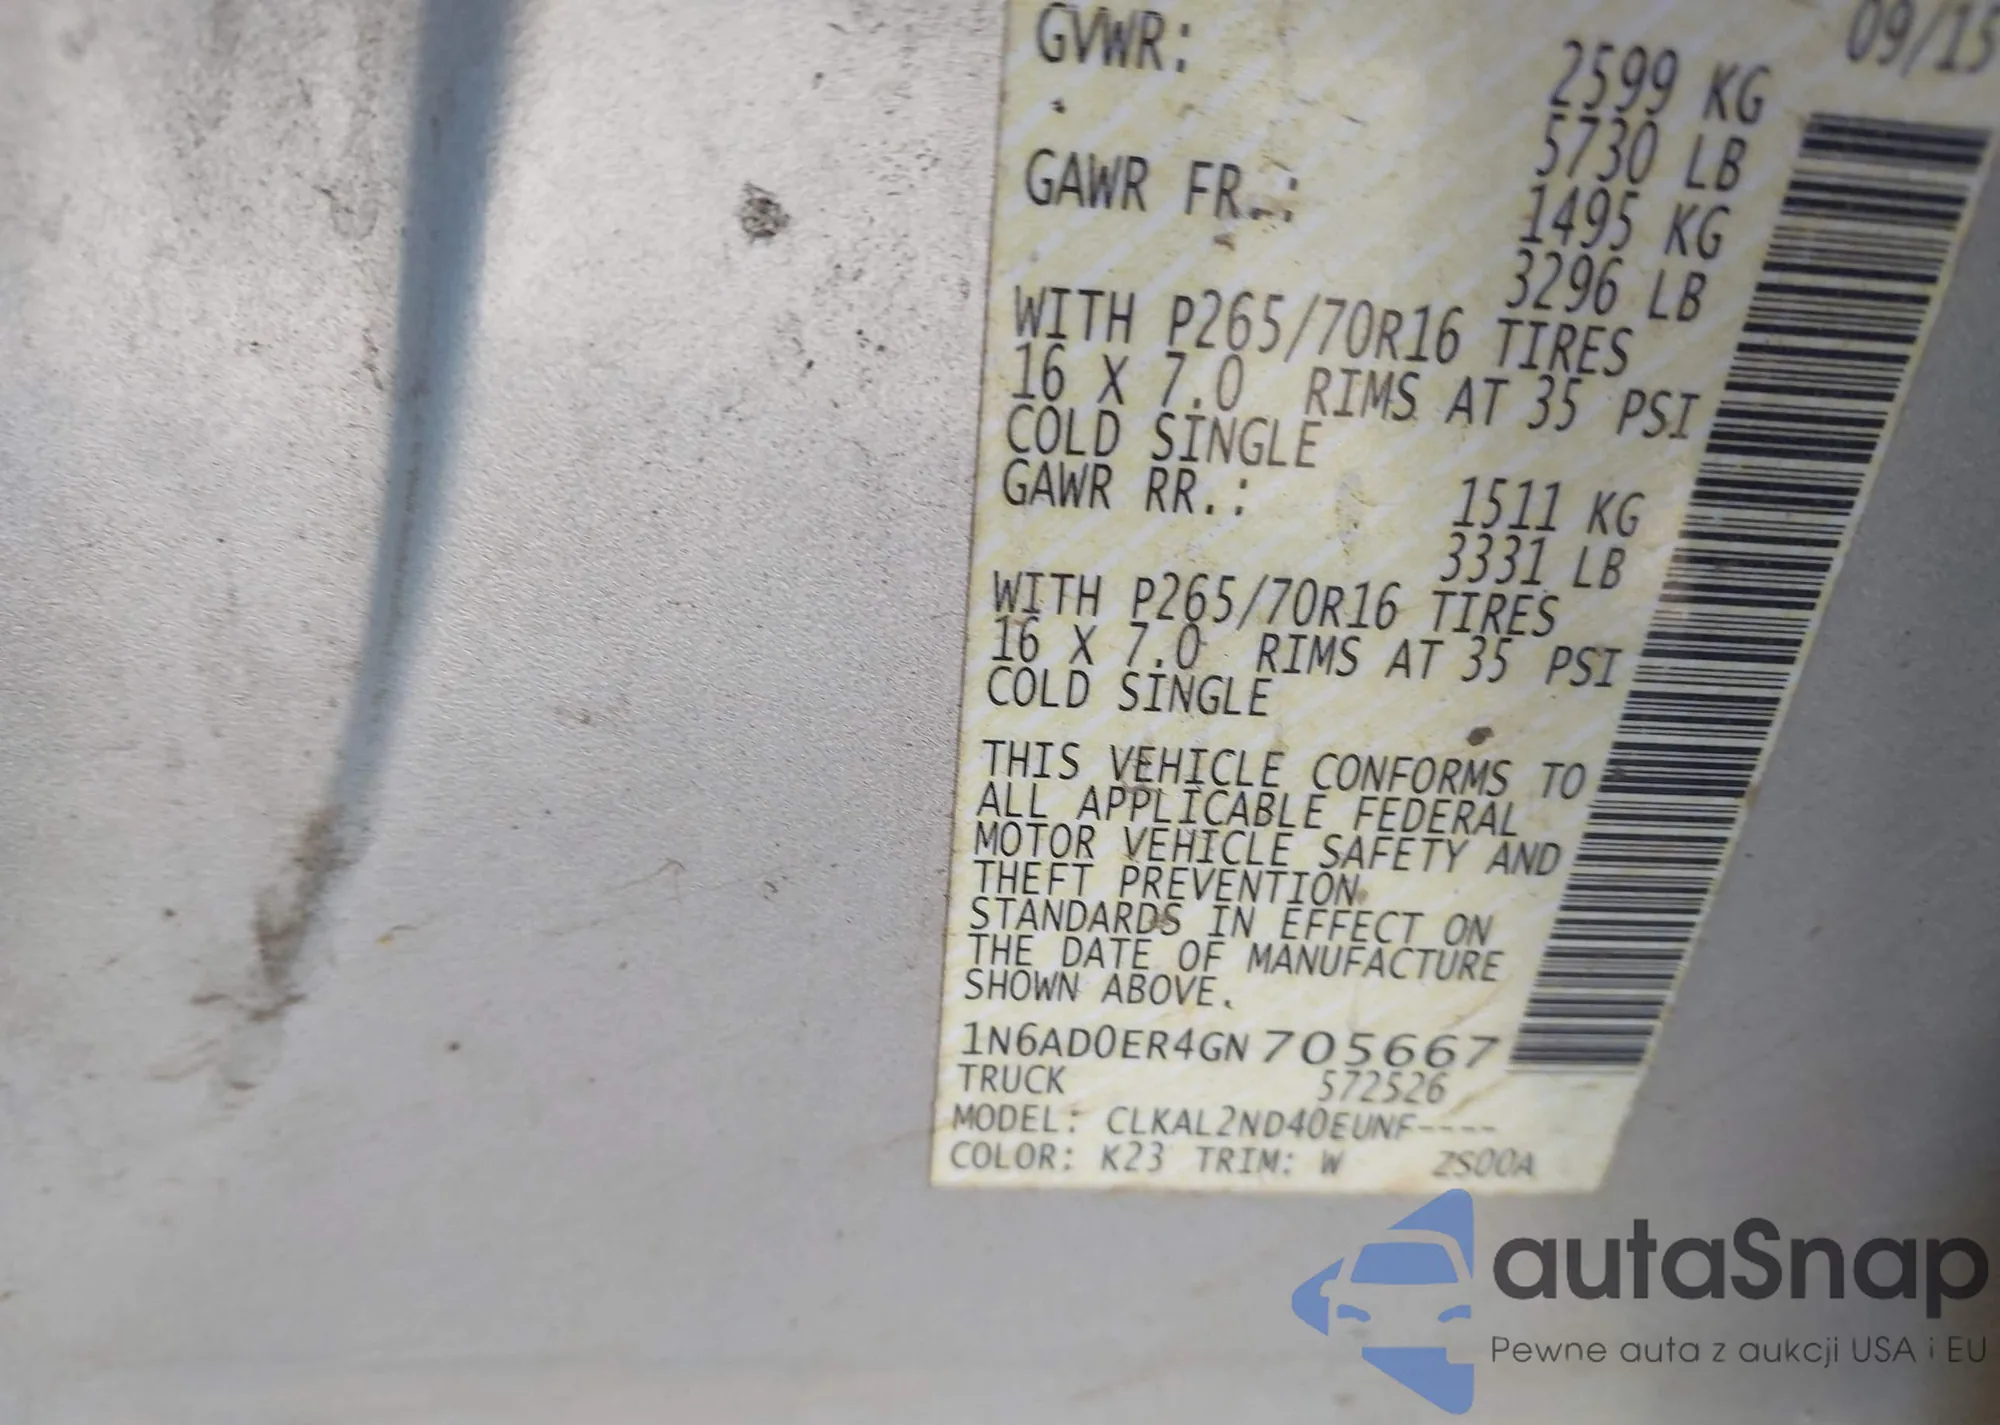 09/15
GVWR: 2599 KG
5730 LB
GAWR FR.: 1495 KG
3296 LB
WITH P265/70R16 TIRES
16 X 7.0 RIMS AT 35 PSI
COLD SINGLE
GAWR RR.: 1511 KG
3331 LB
WITH P265/70R16 TIRES
16 X 7.0 RIMS AT 35 PSI
COLD SINGLE
THIS VEHICLE CONFORMS TO
ALL APPLICABLE FEDERAL
MOTOR VEHICLE SAFETY AND
THEFT PREVENTION
STANDARDS IN EFFECT ON
THE DATE OF MANUFACTURE
SHOWN ABOVE.
1N6AD0ER4GN705667
TRUCK 572526
MODEL: CLKAL2ND40EUNF----
COLOR: K23 TRIM: W ZS00A
autaSnap
Pewne auta z aukcji USA i EU